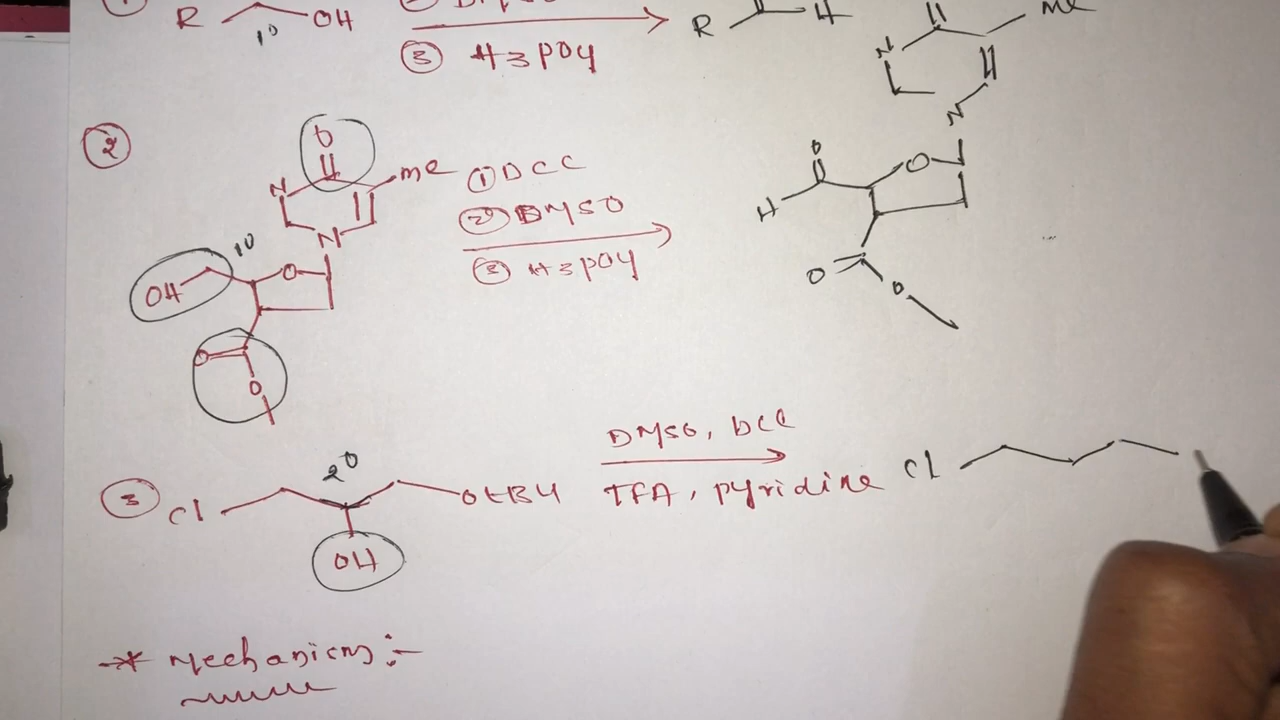 ①
R 1° OH
③ H3PO4
R H
N Me
N
②
O
N Me
N
1°
OH O
O
O
① DCC
② DMSO
③ H3PO4
O
H O
O
O
③ Cl 2° OtBu
OH
DMSO, DCC
TFA, pyridine
Cl
* Mechanism :-